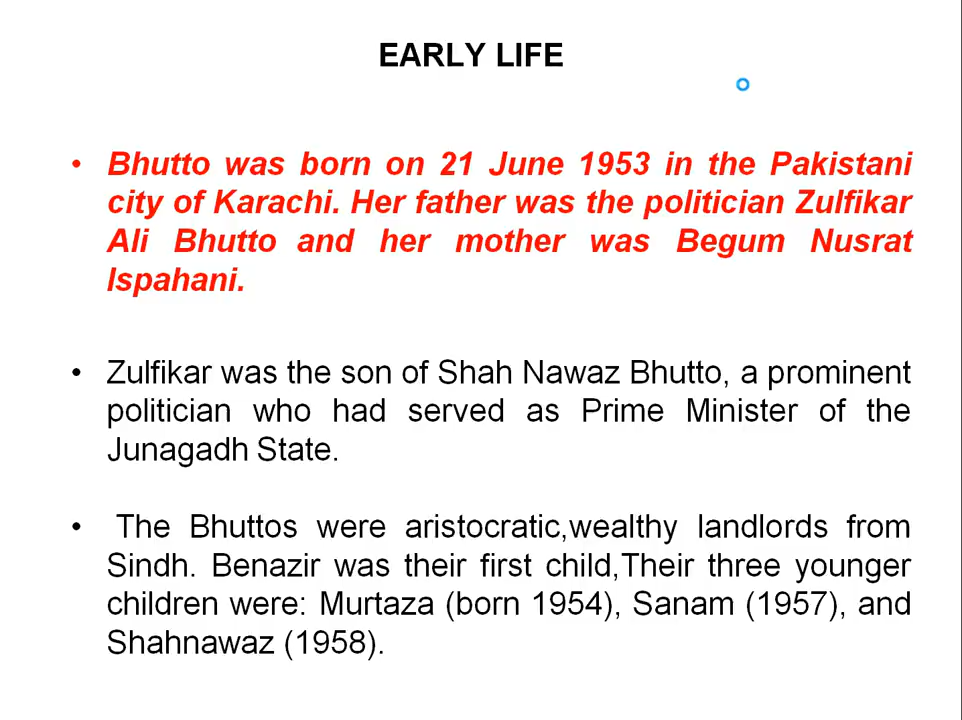 EARLY LIFE
• Bhutto was born on 21 June 1953 in the Pakistani
city of Karachi. Her father was the politician Zulfikar
Ali Bhutto and her mother was Begum Nusrat
Ispahani.
• Zulfikar was the son of Shah Nawaz Bhutto, a prominent
politician who had served as Prime Minister of the
Junagadh State.
• The Bhuttos were aristocratic,wealthy landlords from
Sindh. Benazir was their first child,Their three younger
children were: Murtaza (born 1954), Sanam (1957), and
Shahnawaz (1958).